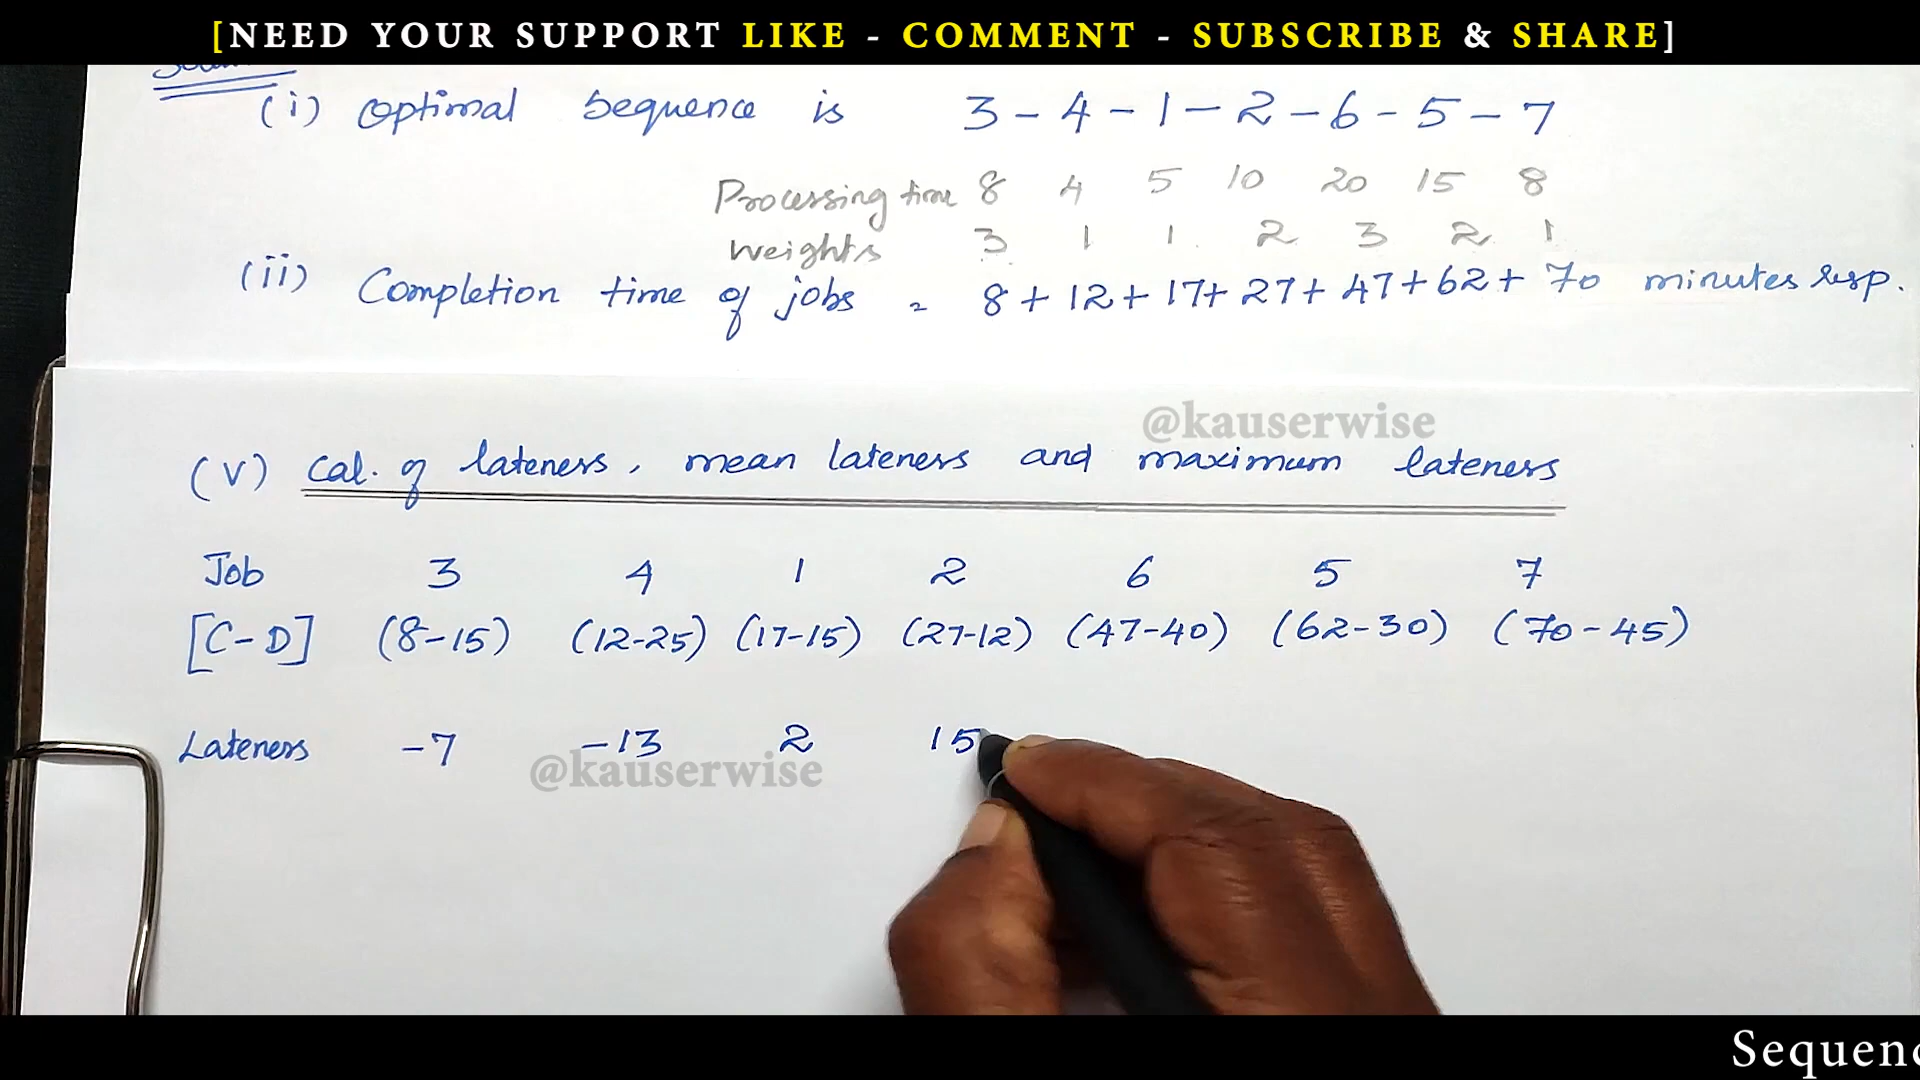 [NEED YOUR SUPPORT LIKE - COMMENT - SUBSCRIBE & SHARE]
(i) Optimal Sequence is 3 - 4 - 1 - 2 - 6 - 5 - 7
Processing time 8 4 5 10 20 15 8
Weights 3 1 1 2 3 2 1
(ii) Completion time of jobs = 8 + 12 + 17 + 27 + 47 + 62 + 70 minutes resp.
@kauserwise
(V) Cal. of lateness, mean lateness and maximum lateness
Job 3 4 1 2 6 5 7
[C-D] (8-15) (12-25) (17-15) (27-12) (47-40) (62-30) (70-45)
Lateness -7 -13 2 15
@kauserwise
Sequenc